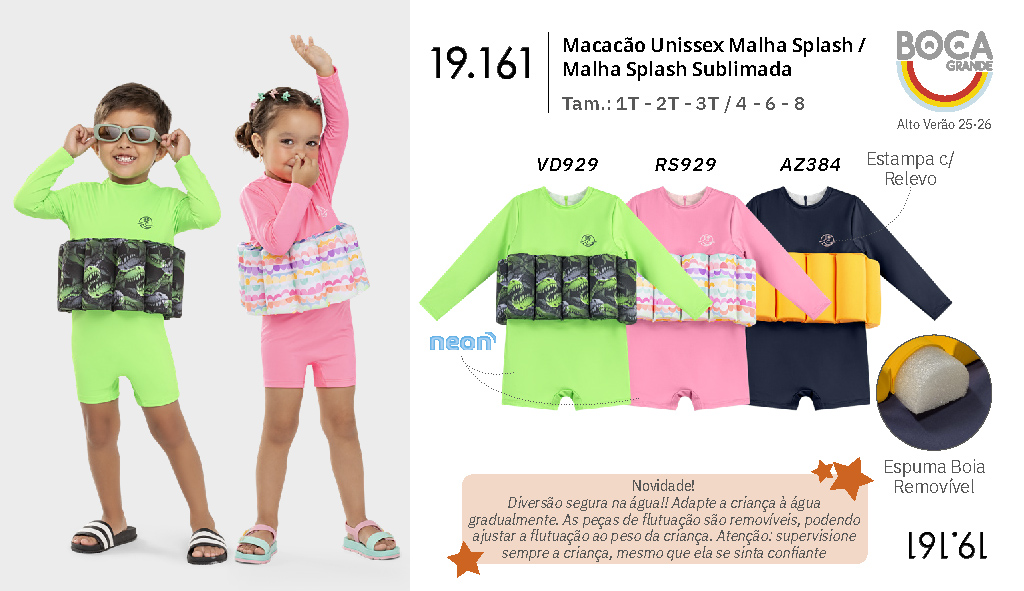 19.161
Macacão Unissex Malha Splash /
Malha Splash Sublimada
Tam.: 1T - 2T - 3T / 4 - 6 - 8
BOCA
GRANDE
Alto Verão 25-26
VD929
RS929
AZ384
Estampa c/
Relevo
neon
Espuma Boia
Removível
Novidade!
Diversão segura na água!! Adapte a criança à água
gradualmente. As peças de flutuação são removíveis, podendo
ajustar a flutuação ao peso da criança. Atenção: supervisione
sempre a criança, mesmo que ela se sinta confiante
19.161